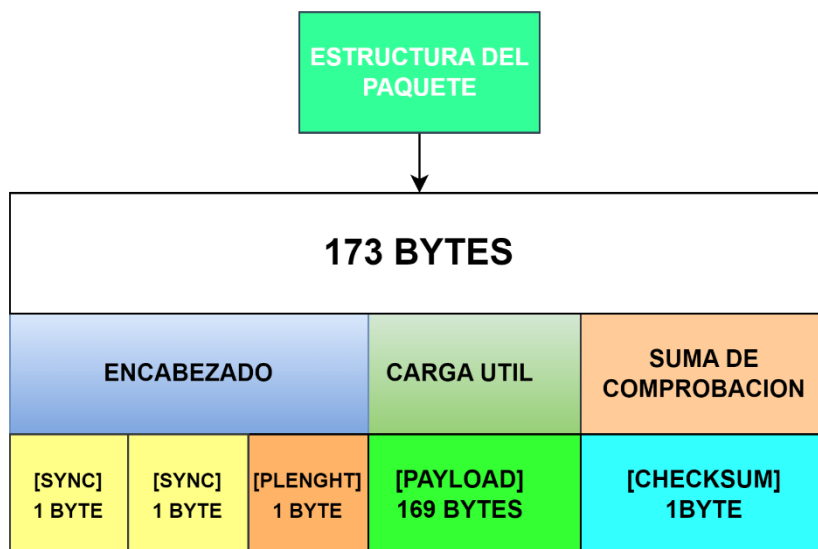 ESTRUCTURA DEL
PAQUETE
173 BYTES
ENCABEZADO
CARGA UTIL
SUMA DE
COMPROBACION
[SYNC]
1 BYTE
[SYNC]
1 BYTE
[PLENGHT]
1 BYTE
[PAYLOAD]
169 BYTES
[CHECKSUM]
1BYTE